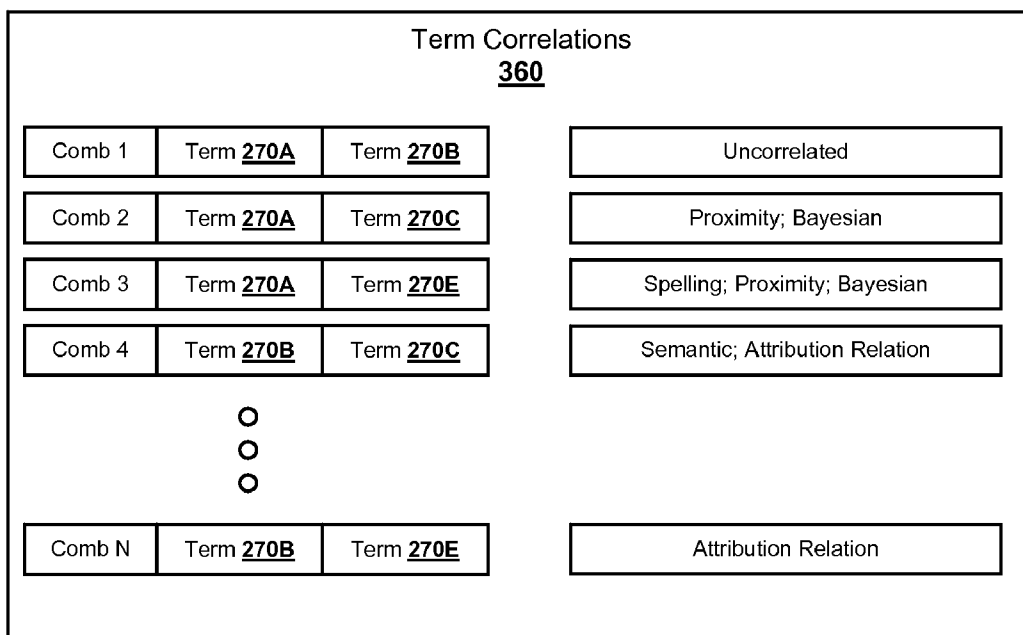 Term Correlations
360
Comb 1 Term 270A Term 270B Uncorrelated
Comb 2 Term 270A Term 270C Proximity; Bayesian
Comb 3 Term 270A Term 270E Spelling; Proximity; Bayesian
Comb 4 Term 270B Term 270C Semantic; Attribution Relation
Comb N Term 270B Term 270E Attribution Relation